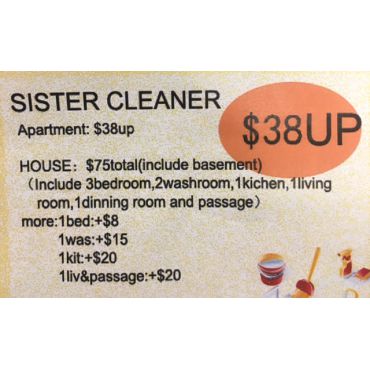 SISTER CLEANER
$38UP
Apartment: $38up
HOUSE: $75total(include basement)
(Include 3bedroom,2washroom,1kichen,1living
room,1dinning room and passage)
more:1bed:+$8
1was:+$15
1kit:+$20
1liv&passage:+$20